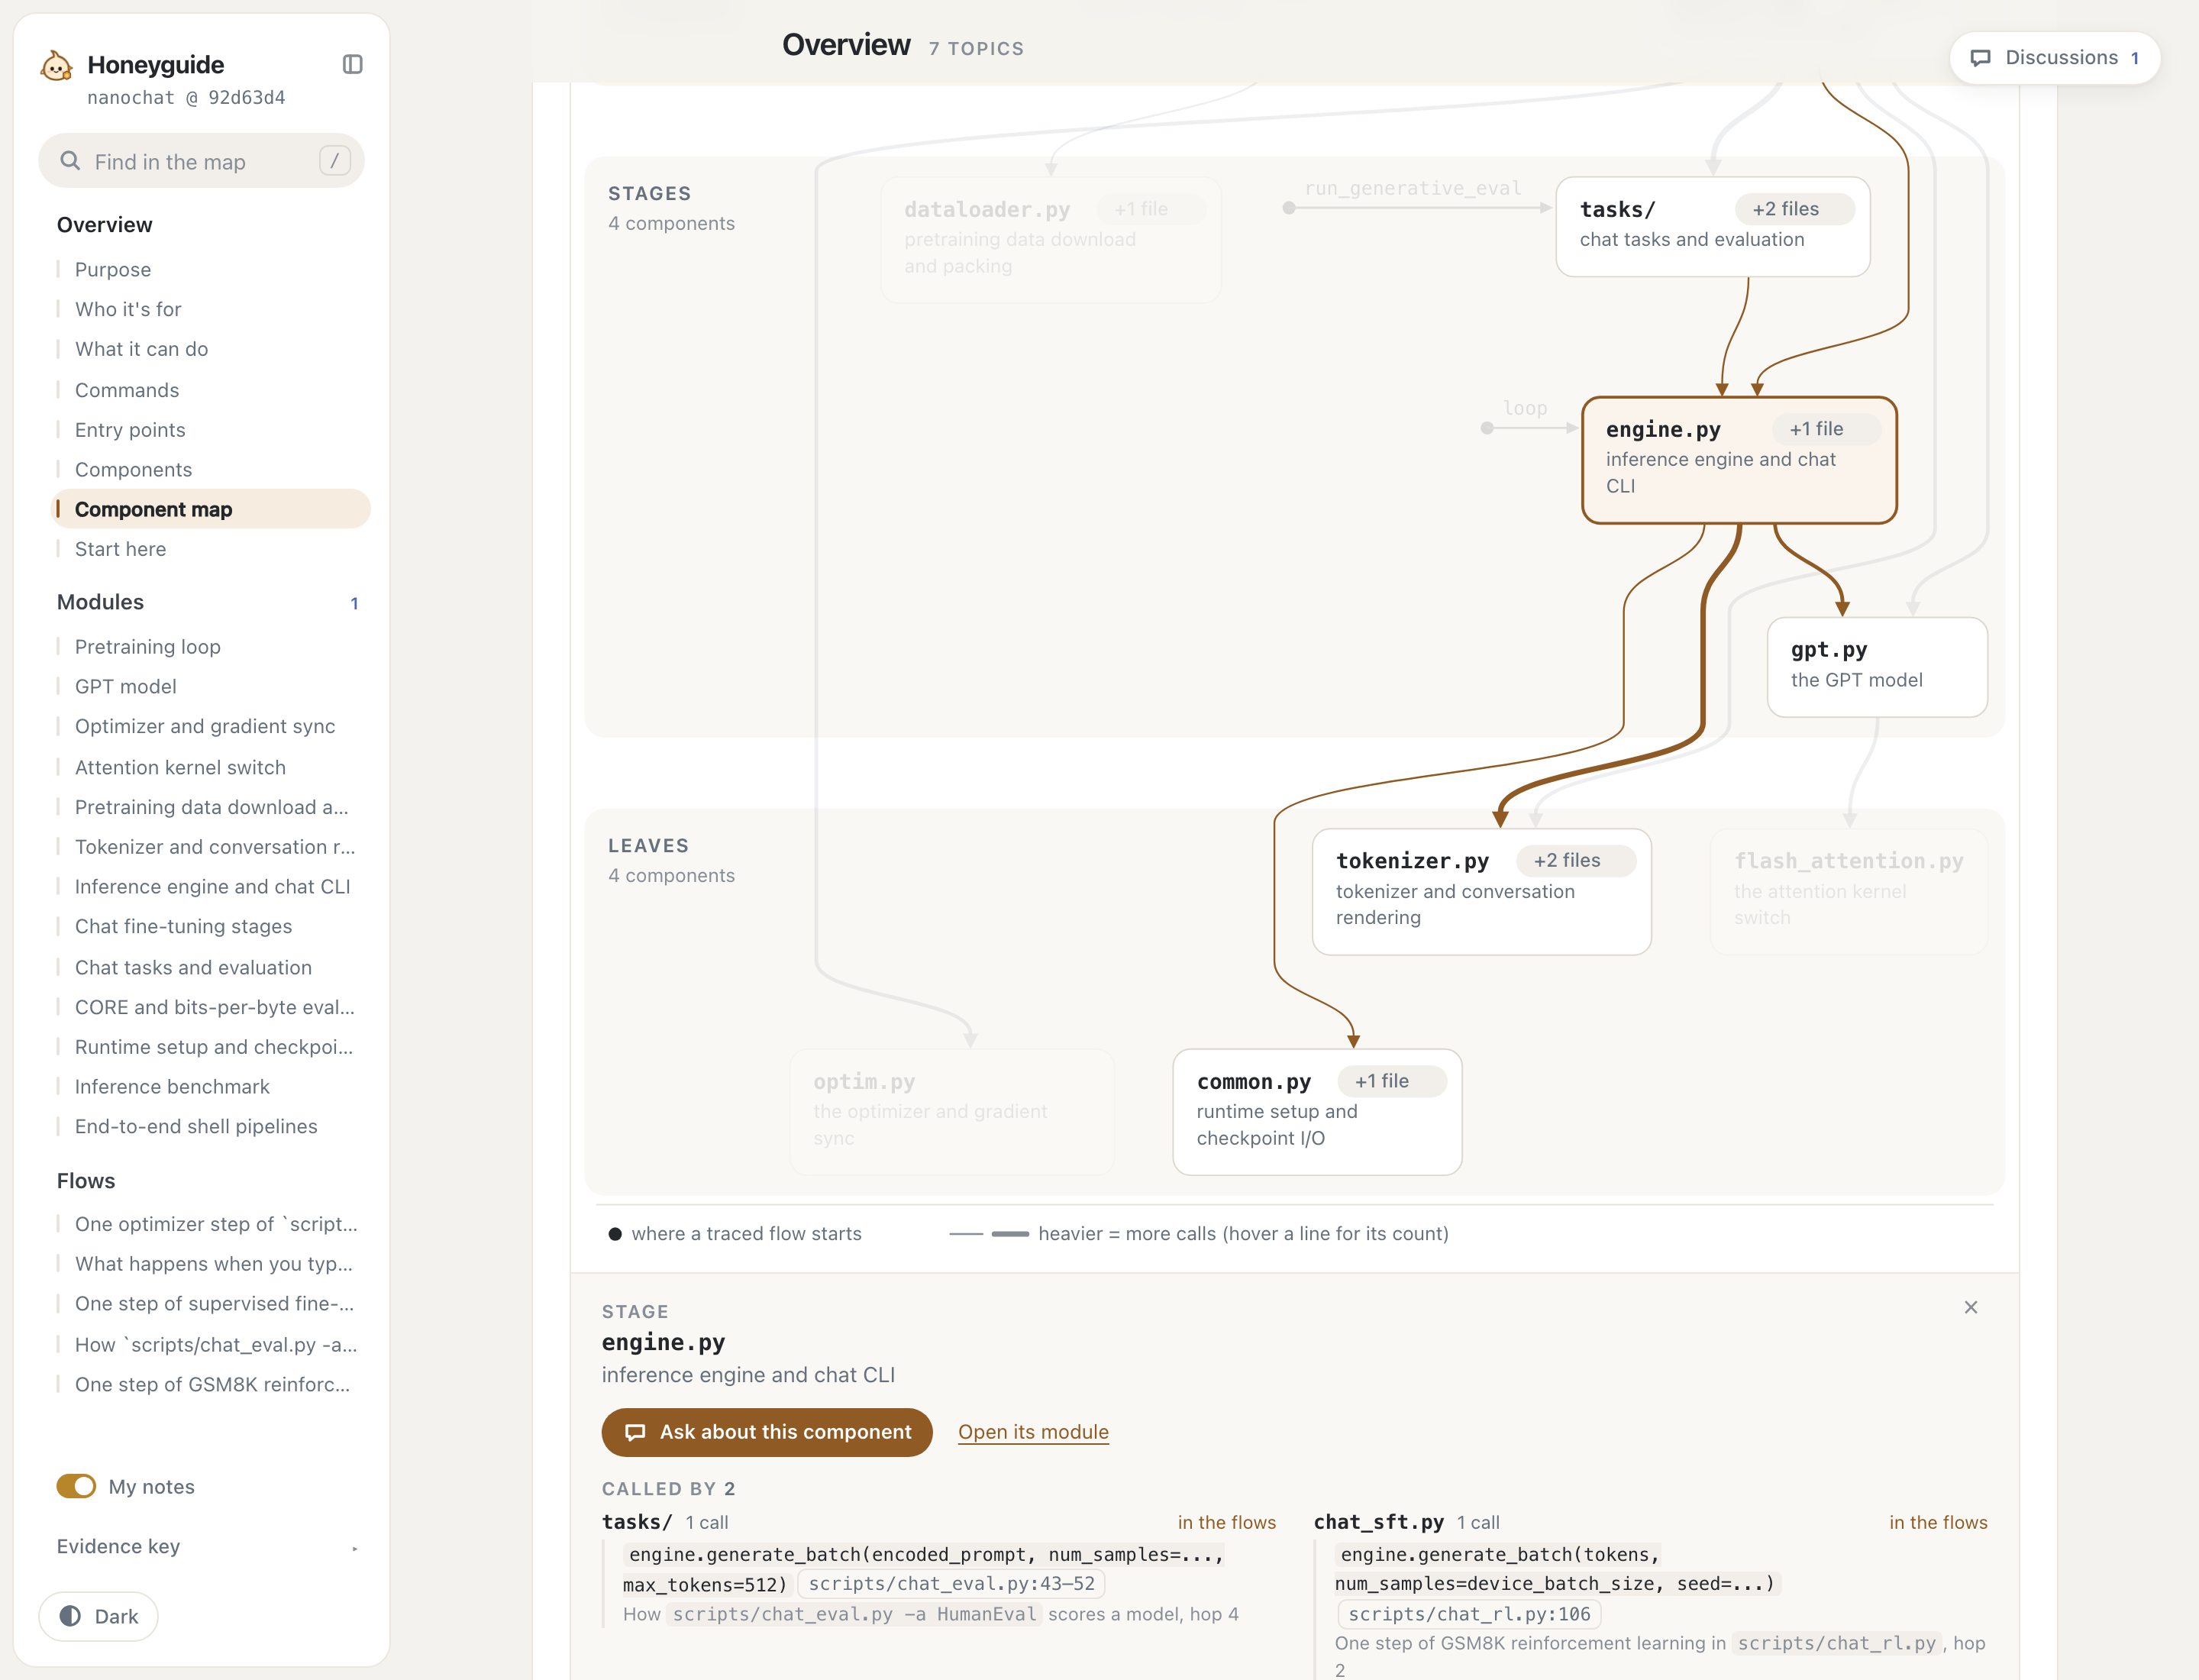 Honeyguide
nanochat @ 92d63d4
Find in the map
/
Overview
Purpose
Who it's for
What it can do
Commands
Entry points
Components
Component map
Start here
Modules 1
Pretraining loop
GPT model
Optimizer and gradient sync
Attention kernel switch
Pretraining data download a...
Tokenizer and conversation r...
Inference engine and chat CLI
Chat fine-tuning stages
Chat tasks and evaluation
CORE and bits-per-byte eval...
Runtime setup and checkpoi...
Inference benchmark
End-to-end shell pipelines
Flows
One optimizer step of `script...
What happens when you typ...
One step of supervised fine-...
How `scripts/chat_eval.py -a...
One step of GSM8K reinforc...
My notes
Evidence key
Dark
Overview 7 TOPICS
Discussions 1
STAGES
4 components
dataloader.py +1 file
pretraining data download
and packing
run_generative_eval
tasks/ +2 files
chat tasks and evaluation
loop
engine.py +1 file
inference engine and chat
CLI
gpt.py
the GPT model
LEAVES
4 components
tokenizer.py +2 files
tokenizer and conversation
rendering
flash_attention.py
the attention kernel
switch
optim.py
the optimizer and gradient
sync
common.py +1 file
runtime setup and
checkpoint I/O
where a traced flow starts
heavier = more calls (hover a line for its count)
STAGE
engine.py
inference engine and chat CLI
Ask about this component
Open its module
CALLED BY 2
tasks/ 1 call in the flows
engine.generate_batch(encoded_prompt, num_samples=...,
max_tokens=512) scripts/chat_eval.py:43–52
How scripts/chat_eval.py -a HumanEval scores a model, hop 4
chat_sft.py 1 call in the flows
engine.generate_batch(tokens,
num_samples=device_batch_size, seed=...)
scripts/chat_rl.py:106
One step of GSM8K reinforcement learning in scripts/chat_rl.py, hop
2